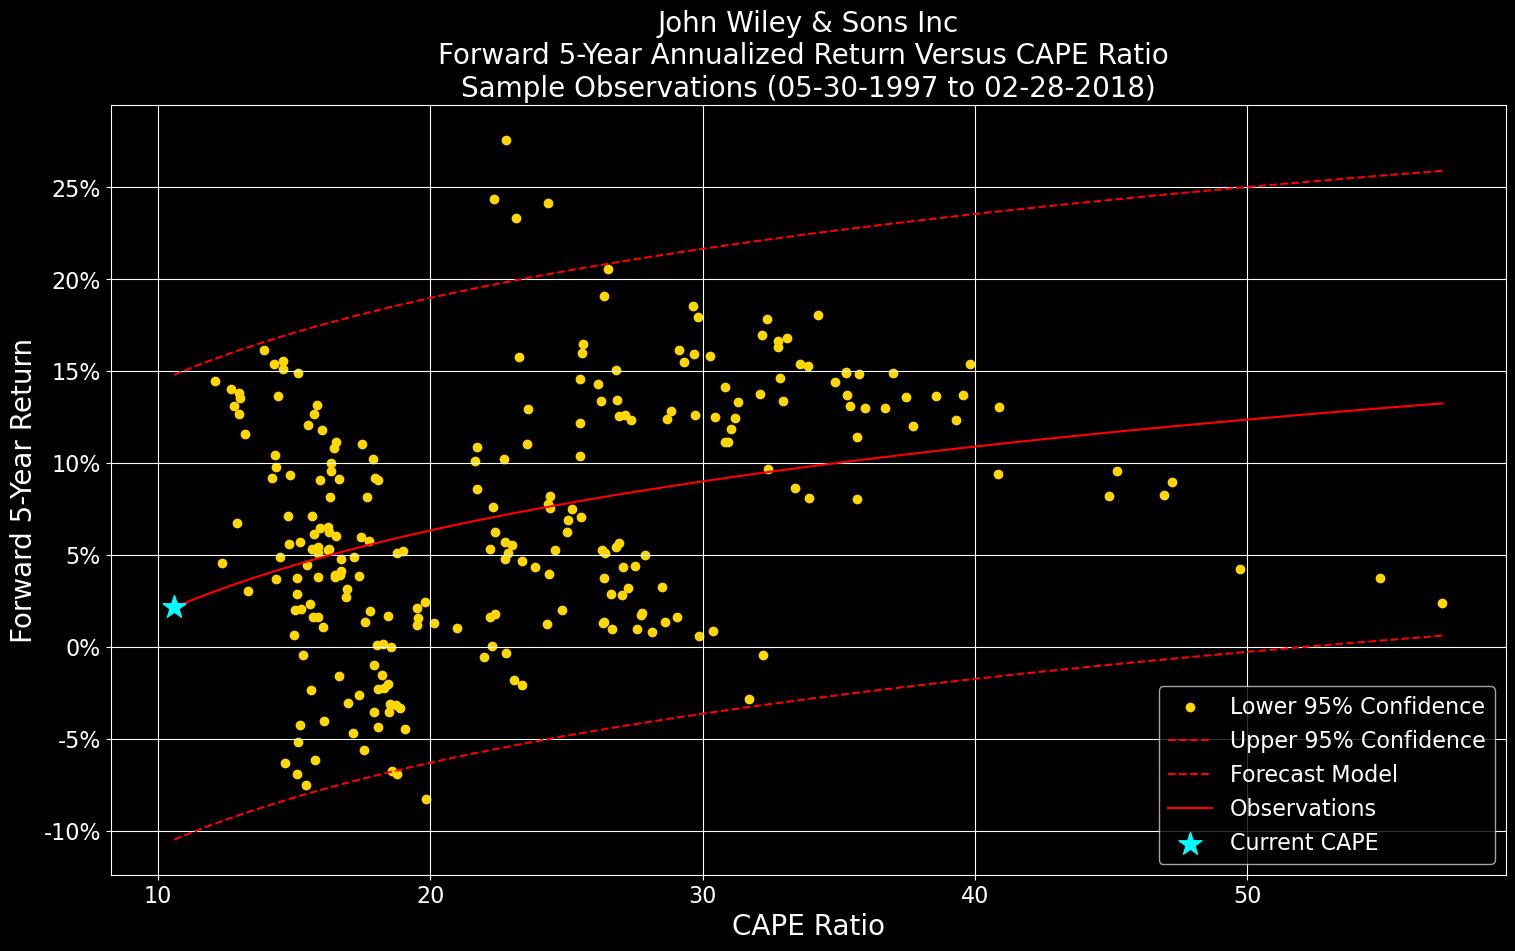 John Wiley & Sons Inc
Forward 5-Year Annualized Return Versus CAPE Ratio
Sample Observations (05-30-1997 to 02-28-2018)
Forward 5-Year Return
25%
20%
15%
10%
5%
0%
-5%
-10%
10 20 30 40 50
CAPE Ratio
Lower 95% Confidence
Upper 95% Confidence
Forecast Model
Observations
Current CAPE